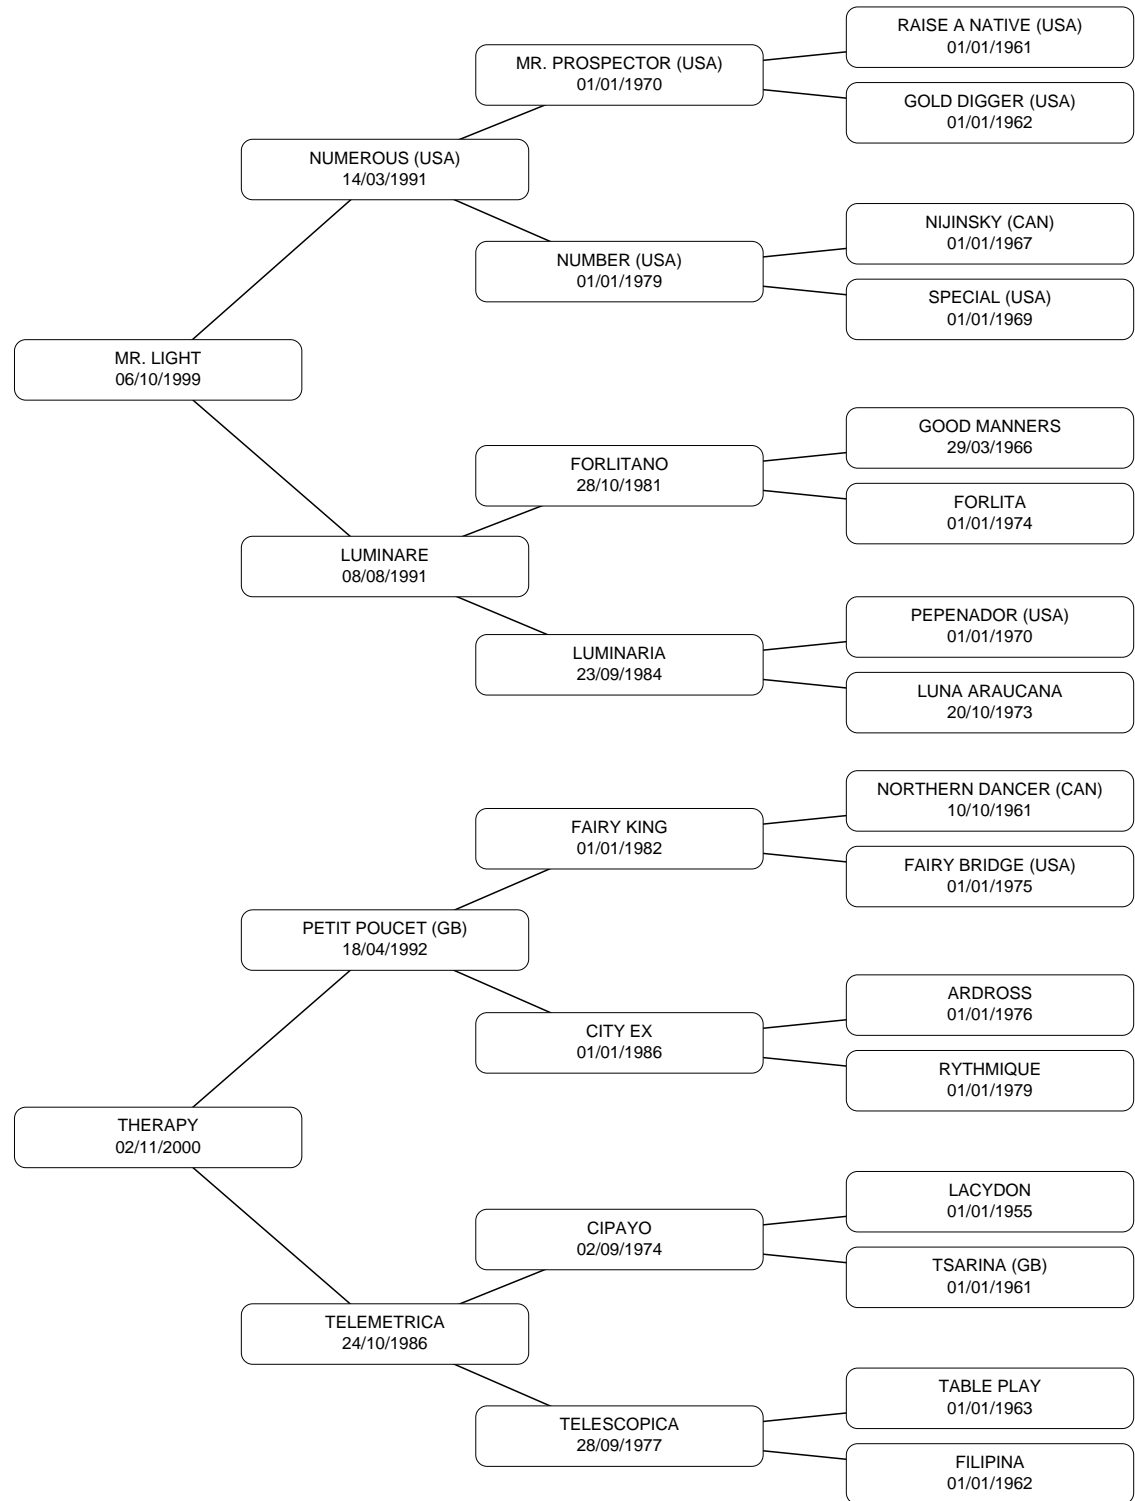 RAISE A NATIVE (USA)
01/01/1961
MR. PROSPECTOR (USA)
01/01/1970
GOLD DIGGER (USA)
01/01/1962
NUMEROUS (USA)
14/03/1991
NIJINSKY (CAN)
01/01/1967
NUMBER (USA)
01/01/1979
SPECIAL (USA)
01/01/1969
MR. LIGHT
06/10/1999
GOOD MANNERS
29/03/1966
FORLITANO
28/10/1981
FORLITA
01/01/1974
LUMINARE
08/08/1991
PEPENADOR (USA)
01/01/1970
LUMINARIA
23/09/1984
LUNA ARAUCANA
20/10/1973
NORTHERN DANCER (CAN)
10/10/1961
FAIRY KING
01/01/1982
FAIRY BRIDGE (USA)
01/01/1975
PETIT POUCET (GB)
18/04/1992
ARDROSS
01/01/1976
CITY EX
01/01/1986
RYTHMIQUE
01/01/1979
THERAPY
02/11/2000
LACYDON
01/01/1955
CIPAYO
02/09/1974
TSARINA (GB)
01/01/1961
TELEMETRICA
24/10/1986
TABLE PLAY
01/01/1963
TELESCOPICA
28/09/1977
FILIPINA
01/01/1962